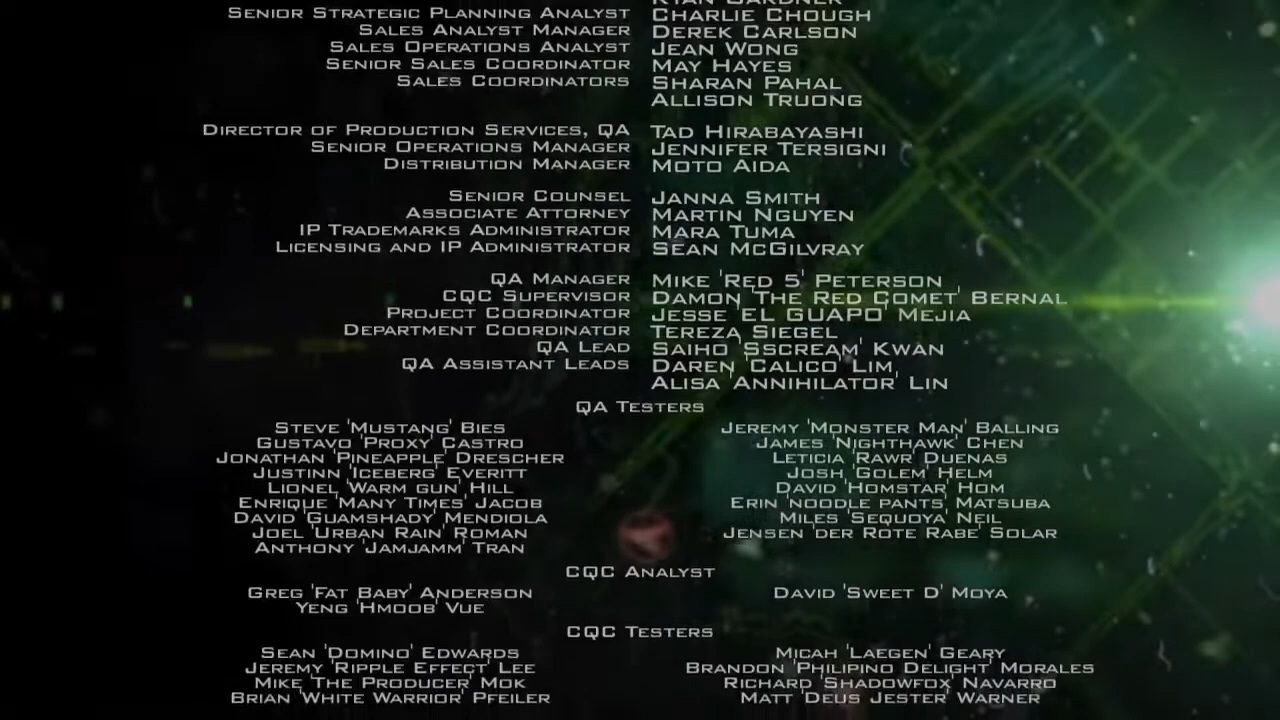 RYAN GARDNER
SENIOR STRATEGIC PLANNING ANALYST CHARLIE CHOUGH
SALES ANALYST MANAGER DEREK CARLSON
SALES OPERATIONS ANALYST JEAN WONG
SENIOR SALES COORDINATOR MAY HAYES
SALES COORDINATORS SHARAN PAHAL
ALLISON TRUONG
DIRECTOR OF PRODUCTION SERVICES, QA TAD HIRABAYASHI
SENIOR OPERATIONS MANAGER JENNIFER TERSIGNI
DISTRIBUTION MANAGER MOTO AIDA
SENIOR COUNSEL JANNA SMITH
ASSOCIATE ATTORNEY MARTIN NGUYEN
IP TRADEMARKS ADMINISTRATOR MARA TUMA
LICENSING AND IP ADMINISTRATOR SEAN MCGILVRAY
QA MANAGER MIKE 'RED 5' PETERSON
CQC SUPERVISOR DAMON 'THE RED COMET' BERNAL
PROJECT COORDINATOR JESSE 'EL GUAPO' MEJIA
DEPARTMENT COORDINATOR TEREZA SIEGEL
QA LEAD SAIHO 'SSCREAM' KWAN
QA ASSISTANT LEADS DAREN 'CALICO' LIM
ALISA 'ANNIHILATOR' LIN
QA TESTERS
STEVE 'MUSTANG' BIES JEREMY 'MONSTER MAN' BALLING
GUSTAVO 'PROXY' CASTRO JAMES 'NIGHTHAWK' CHEN
JONATHAN 'PINEAPPLE' DRESCHER LETICIA 'RAWR' DUENAS
JUSTINN 'ICEBERG' EVERITT JOSH 'GOLEM' HELM
LIONEL 'WARM GUN' HILL DAVID 'HOMSTAR' HOM
ENRIQUE 'MANY TIMES' JACOB ERIN 'NOODLE PANTS' MATSUBA
DAVID 'GUAMSHADY' MENDIOLA MILES 'SEQUOYA' NEIL
JOEL 'URBAN RAIN' ROMAN JENSEN 'DER ROTE RABE' SOLAR
ANTHONY 'JAMJAMM' TRAN
CQC ANALYST
GREG 'FAT BABY' ANDERSON DAVID 'SWEET D' MOYA
YENG 'HMOOB' VUE
CQC TESTERS
SEAN 'DOMINO' EDWARDS MICAH 'LAEGEN' GEARY
JEREMY 'RIPPLE EFFECT' LEE BRANDON 'PHILIPINO DELIGHT' MORALES
MIKE 'THE PRODUCER' MOK RICHARD 'SHADOWFOX' NAVARRO
BRIAN 'WHITE WARRIOR' PFEILER MATT 'DEUS JESTER' WARNER